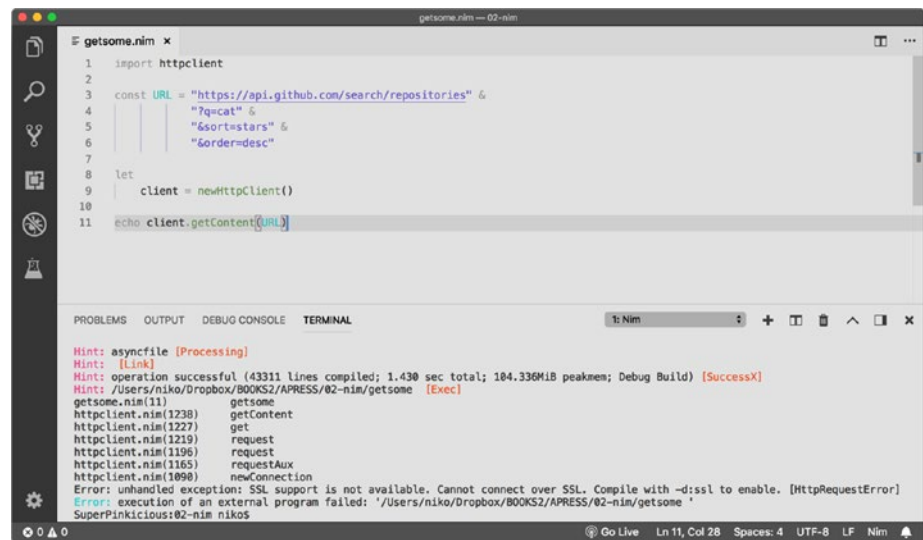 getsome.nim — 02-nim
getsome.nim ×
1 import httpclient
2
3 const URL = "https://api.github.com/search/repositories" &
4 "?q=cat" &
5 "&sort=stars" &
6 "&order=desc"
7
8 let
9 client = newHttpClient()
10
11 echo client.getContent(URL)
PROBLEMS OUTPUT DEBUG CONSOLE TERMINAL 1: Nim
Hint: asyncfile [Processing]
Hint: [Link]
Hint: operation successful (43311 lines compiled; 1.430 sec total; 104.336MiB peakmem; Debug Build) [SuccessX]
Hint: /Users/niko/Dropbox/BOOKS2/APRESS/02-nim/getsome [Exec]
getsome.nim(11) getsome
httpclient.nim(1238) getContent
httpclient.nim(1227) get
httpclient.nim(1219) request
httpclient.nim(1196) request
httpclient.nim(1165) requestAux
httpclient.nim(1090) newConnection
Error: unhandled exception: SSL support is not available. Cannot connect over SSL. Compile with -d:ssl to enable. [HttpRequestError]
Error: execution of an external program failed: '/Users/niko/Dropbox/BOOKS2/APRESS/02-nim/getsome '
SuperPinkicious:02-nim niko$
0 0 Go Live Ln 11, Col 28 Spaces: 4 UTF-8 LF Nim